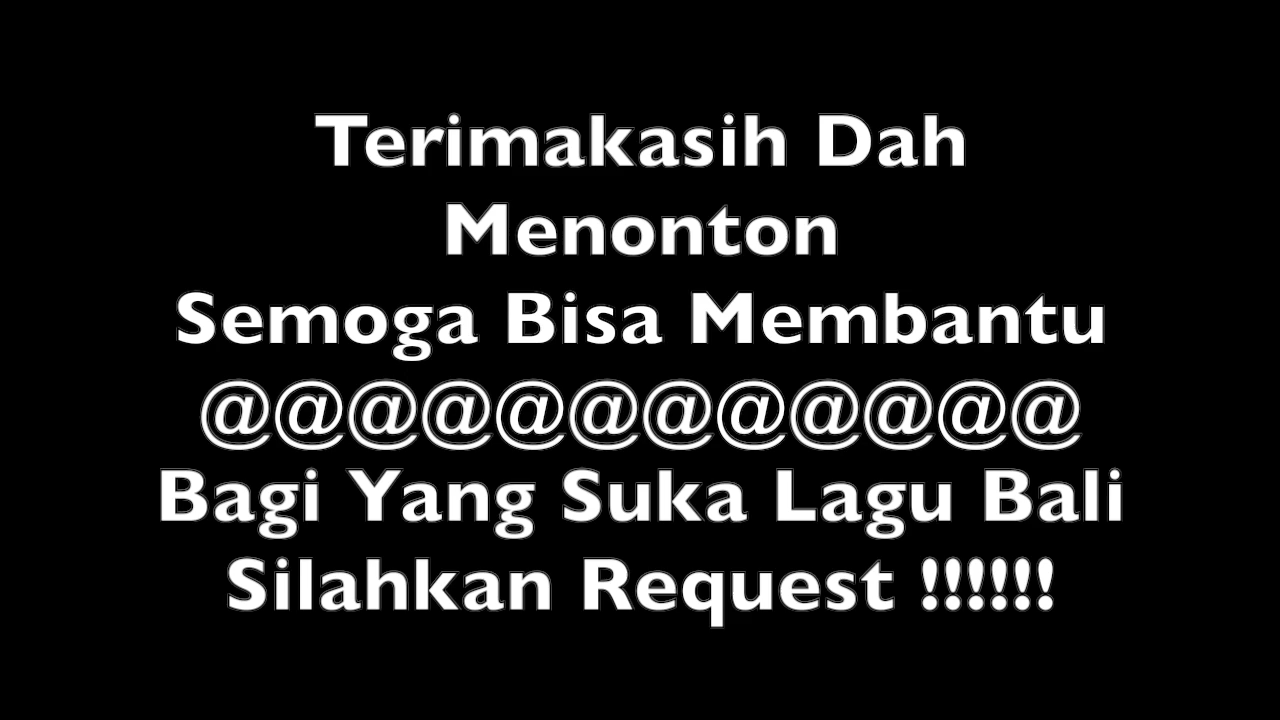 Terimakasih Dah
Menonton
Semoga Bisa Membantu
@@@@@@@@@@@@
Bagi Yang Suka Lagu Bali
Silahkan Request !!!!!!